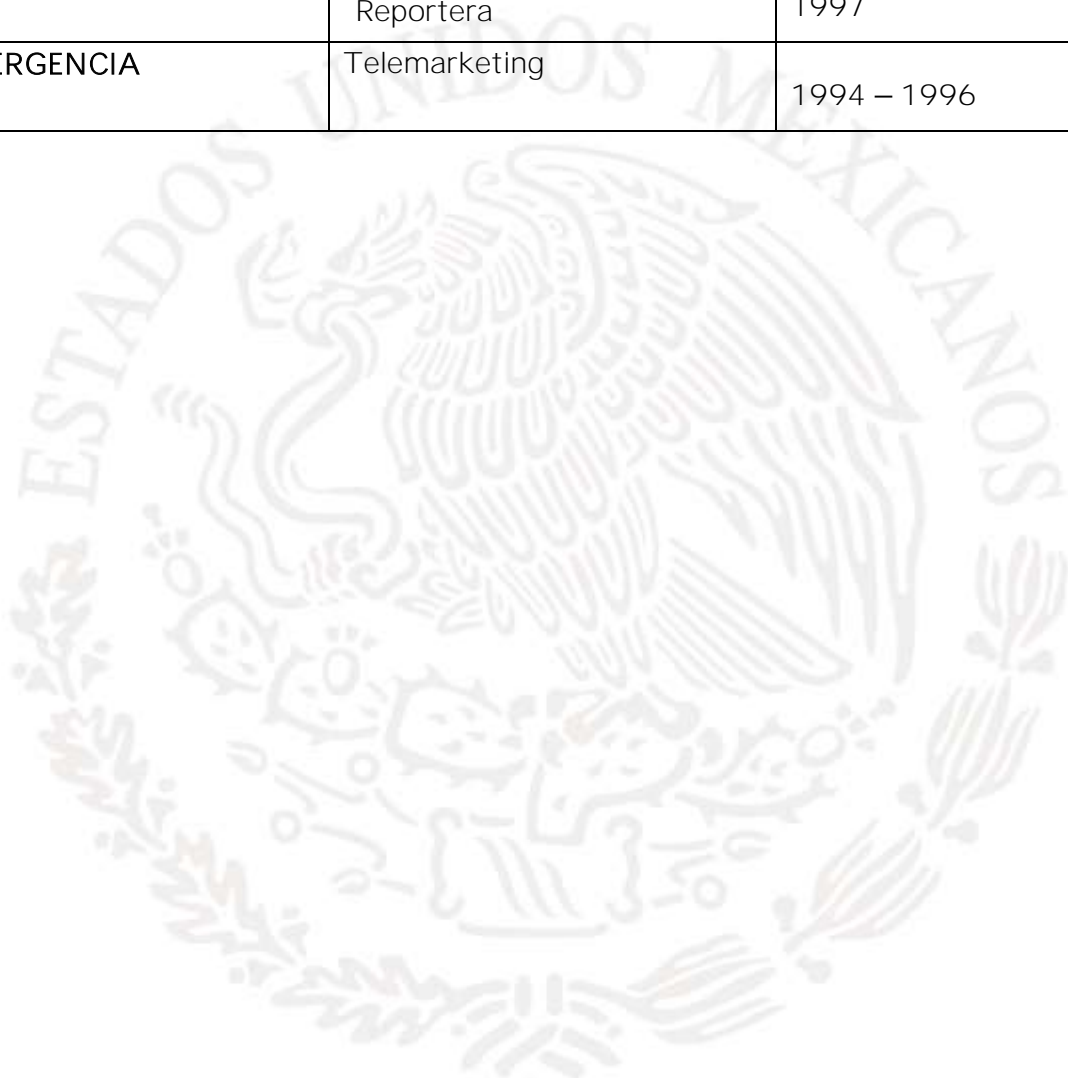 Reportera
1997
ERGENCIA
Telemarketing
1994 – 1996
ESTADOS UNIDOS MEXICANOS